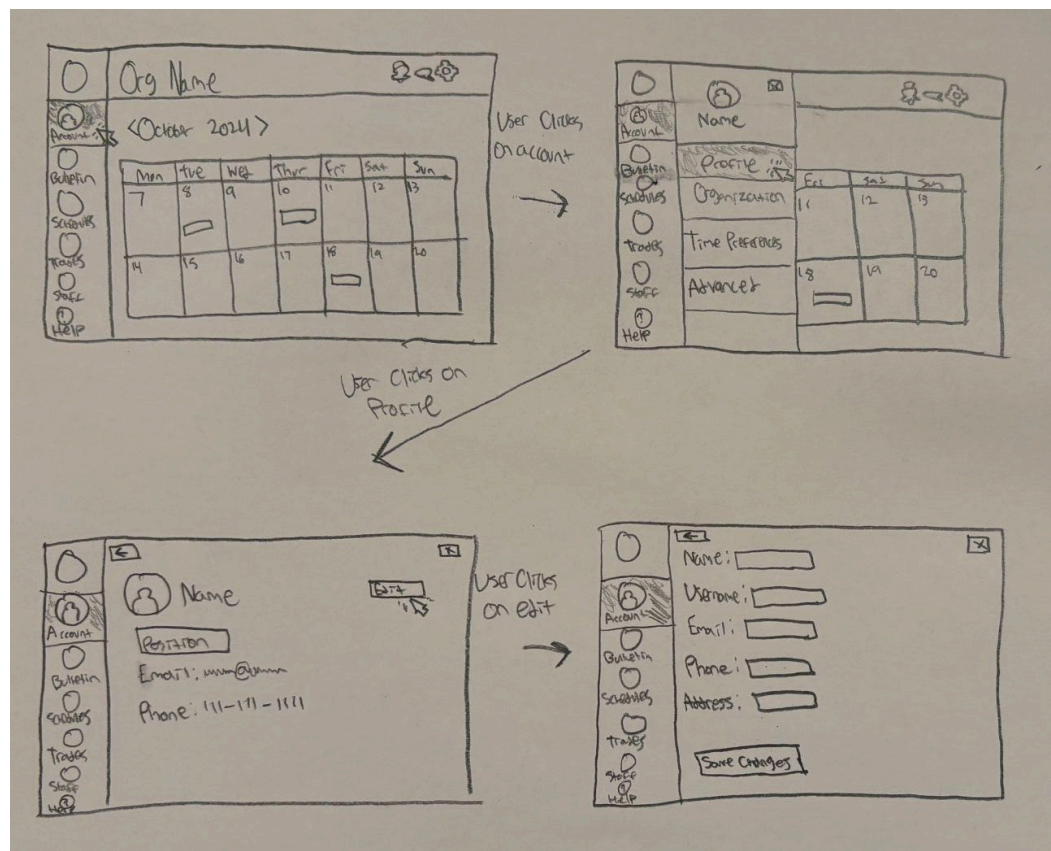 Org Name
Account
<October 2024>
Bulletin
Mon Tue Wed Thur Fri Sat Sun
7 8 9 10 11 12 13
Schedules
Trades
14 15 16 17 18 19 20
Staff
Help
User Clicks
on account
Name
Account
Profile
Bulletin
Organization
Schedules
Fri Sat Sun
11 12 13
Time Preferences
Trades
18 19 20
Advanced
Staff
Help
User Clicks on
Profile
Name
Edit
Account
Position
Email: @
Bulletin
Phone: 111-111-1111
Schedules
Trades
Staff
Help
User Clicks
on edit
Name:
Username:
Account
Email:
Bulletin
Phone:
Schedules
Address:
Trades
Save Changes
Staff
Help